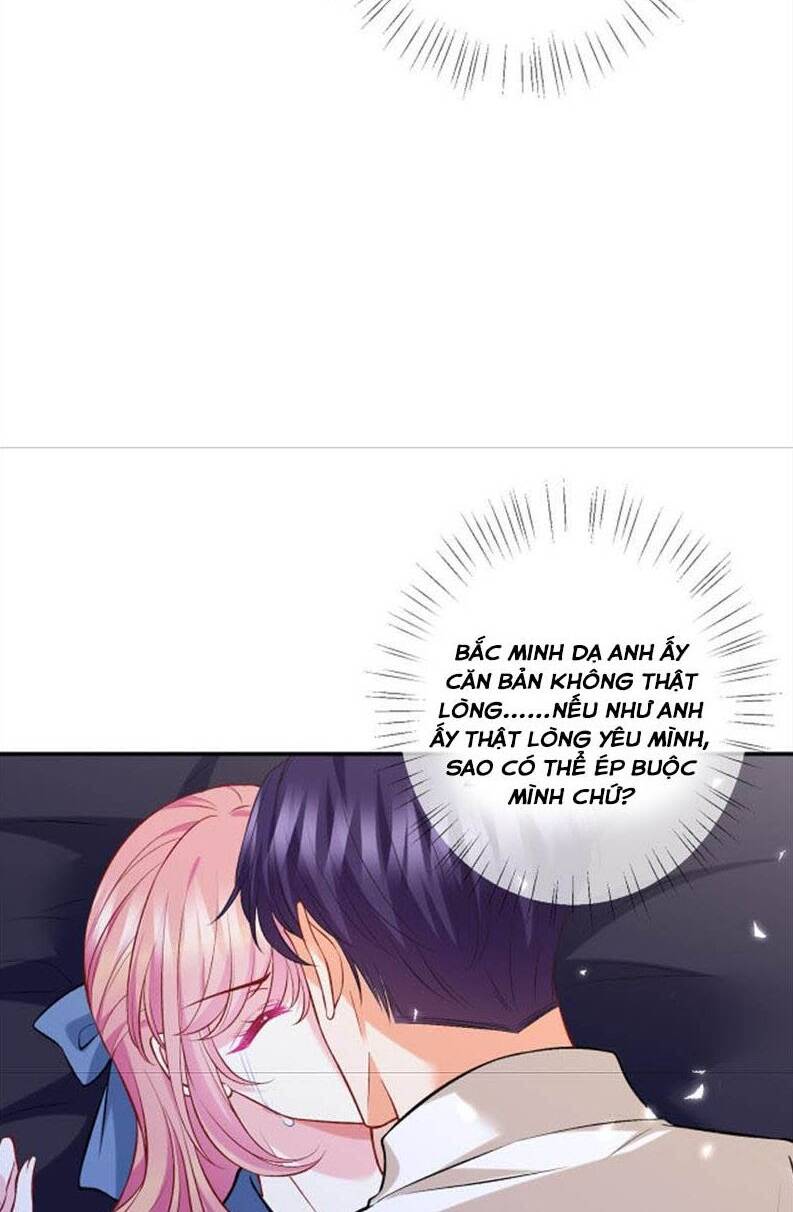 BẮC MINH DẠ ANH ẤY
CĂN BẢN KHÔNG THẬT
LÒNG......NẾU NHƯ ANH
ẤY THẬT LÒNG YÊU MÌNH,
SAO CÓ THỂ ÉP BUỘC
MÌNH CHỨ?